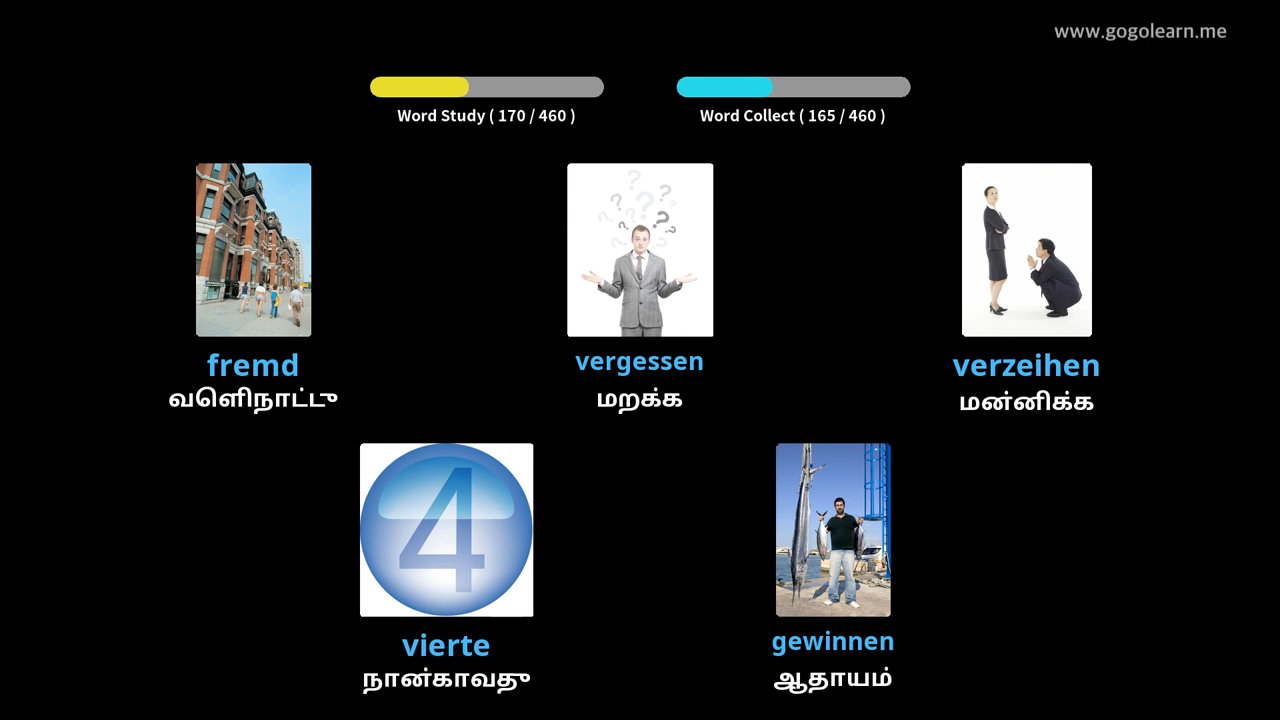 www.gogolearn.me
Word Study ( 170 / 460 )
Word Collect ( 165 / 460 )
fremd
வெளிநாட்டு
vergessen
மறக்க
verzeihen
மன்னிக்க
4
vierte
நான்காவது
gewinnen
ஆதாயம்